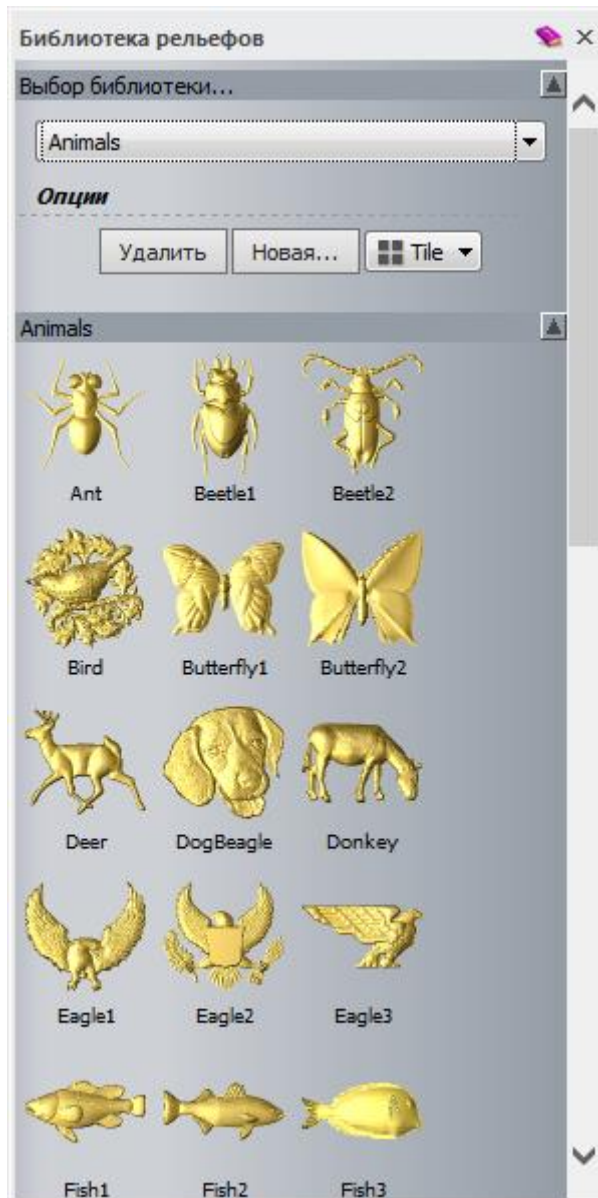 Библиотека рельефов
Выбор библиотеки...
Animals
Опции
Удалить Новая... Tile
Animals
Ant Beetle1 Beetle2
Bird Butterfly1 Butterfly2
Deer DogBeagle Donkey
Eagle1 Eagle2 Eagle3
Fish1 Fish2 Fish3